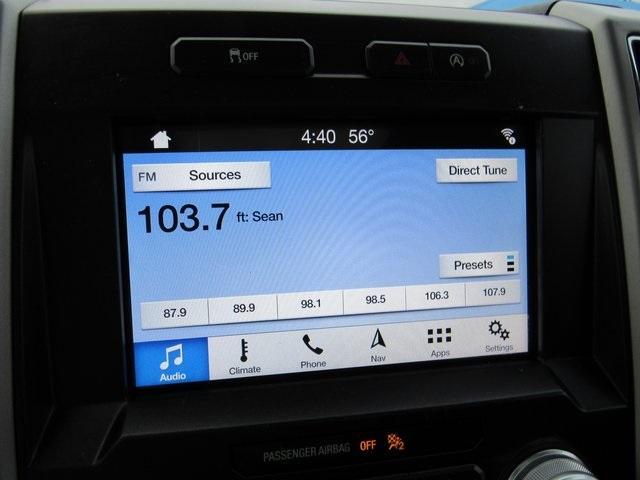 OFF
4:40 56°
FM Sources Direct Tune
103.7 ft: Sean
Presets
87.9 89.9 98.1 98.5 106.3 107.9
Audio Climate Phone Nav Apps Settings
PASSENGER AIRBAG OFF 2